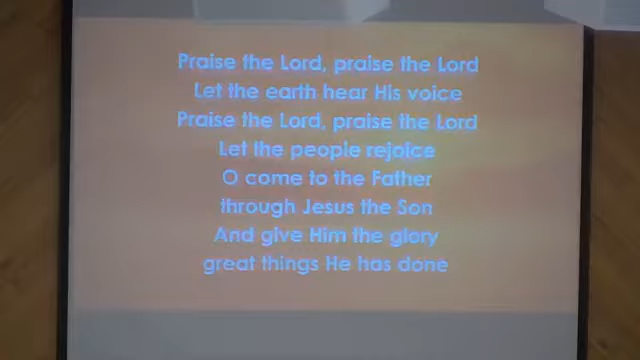 Praise the Lord, praise the Lord
Let the earth hear His voice
Praise the Lord, praise the Lord
Let the people rejoice
O come to the Father
through Jesus the Son
And give Him the glory
great things He has done